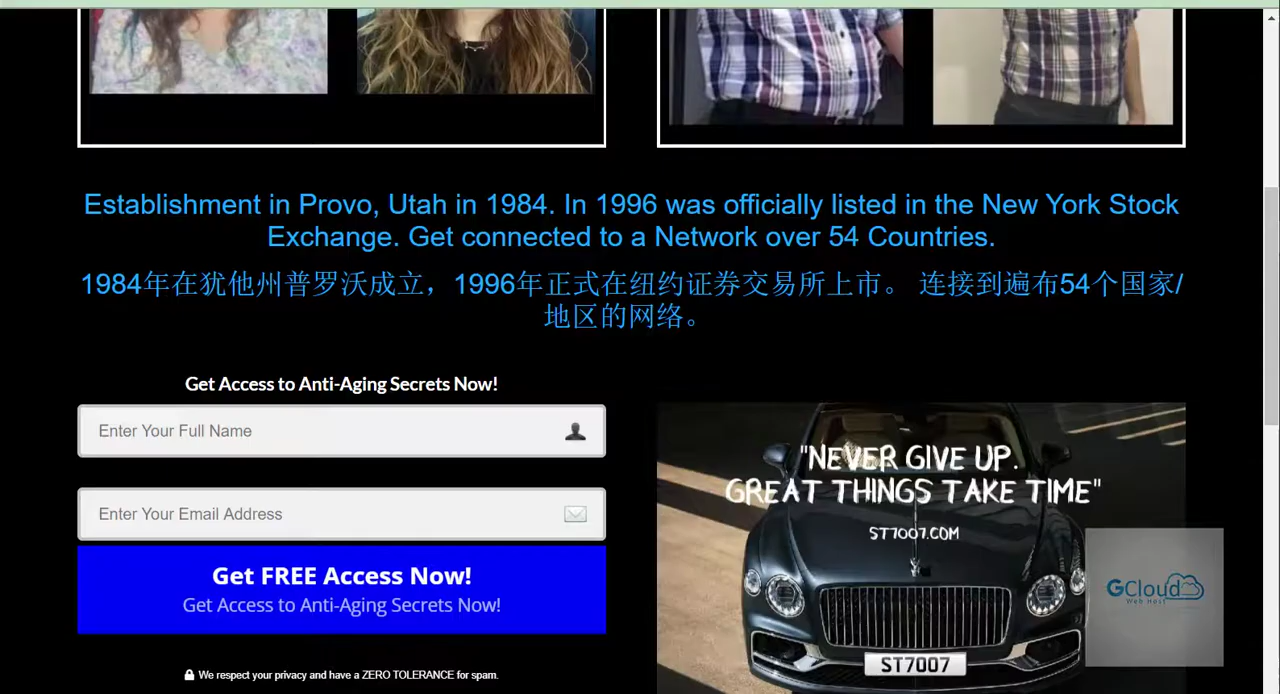 Establishment in Provo, Utah in 1984. In 1996 was officially listed in the New York Stock
Exchange. Get connected to a Network over 54 Countries.
1984年在犹他州普罗沃成立，1996年正式在纽约证券交易所上市。 连接到遍布54个国家/
地区的网络。
Get Access to Anti-Aging Secrets Now!
Enter Your Full Name
Enter Your Email Address
Get FREE Access Now!
Get Access to Anti-Aging Secrets Now!
We respect your privacy and have a ZERO TOLERANCE for spam.
"NEVER GIVE UP.
GREAT THINGS TAKE TIME"
ST7007.COM
ST7007
GCloud
Web Host